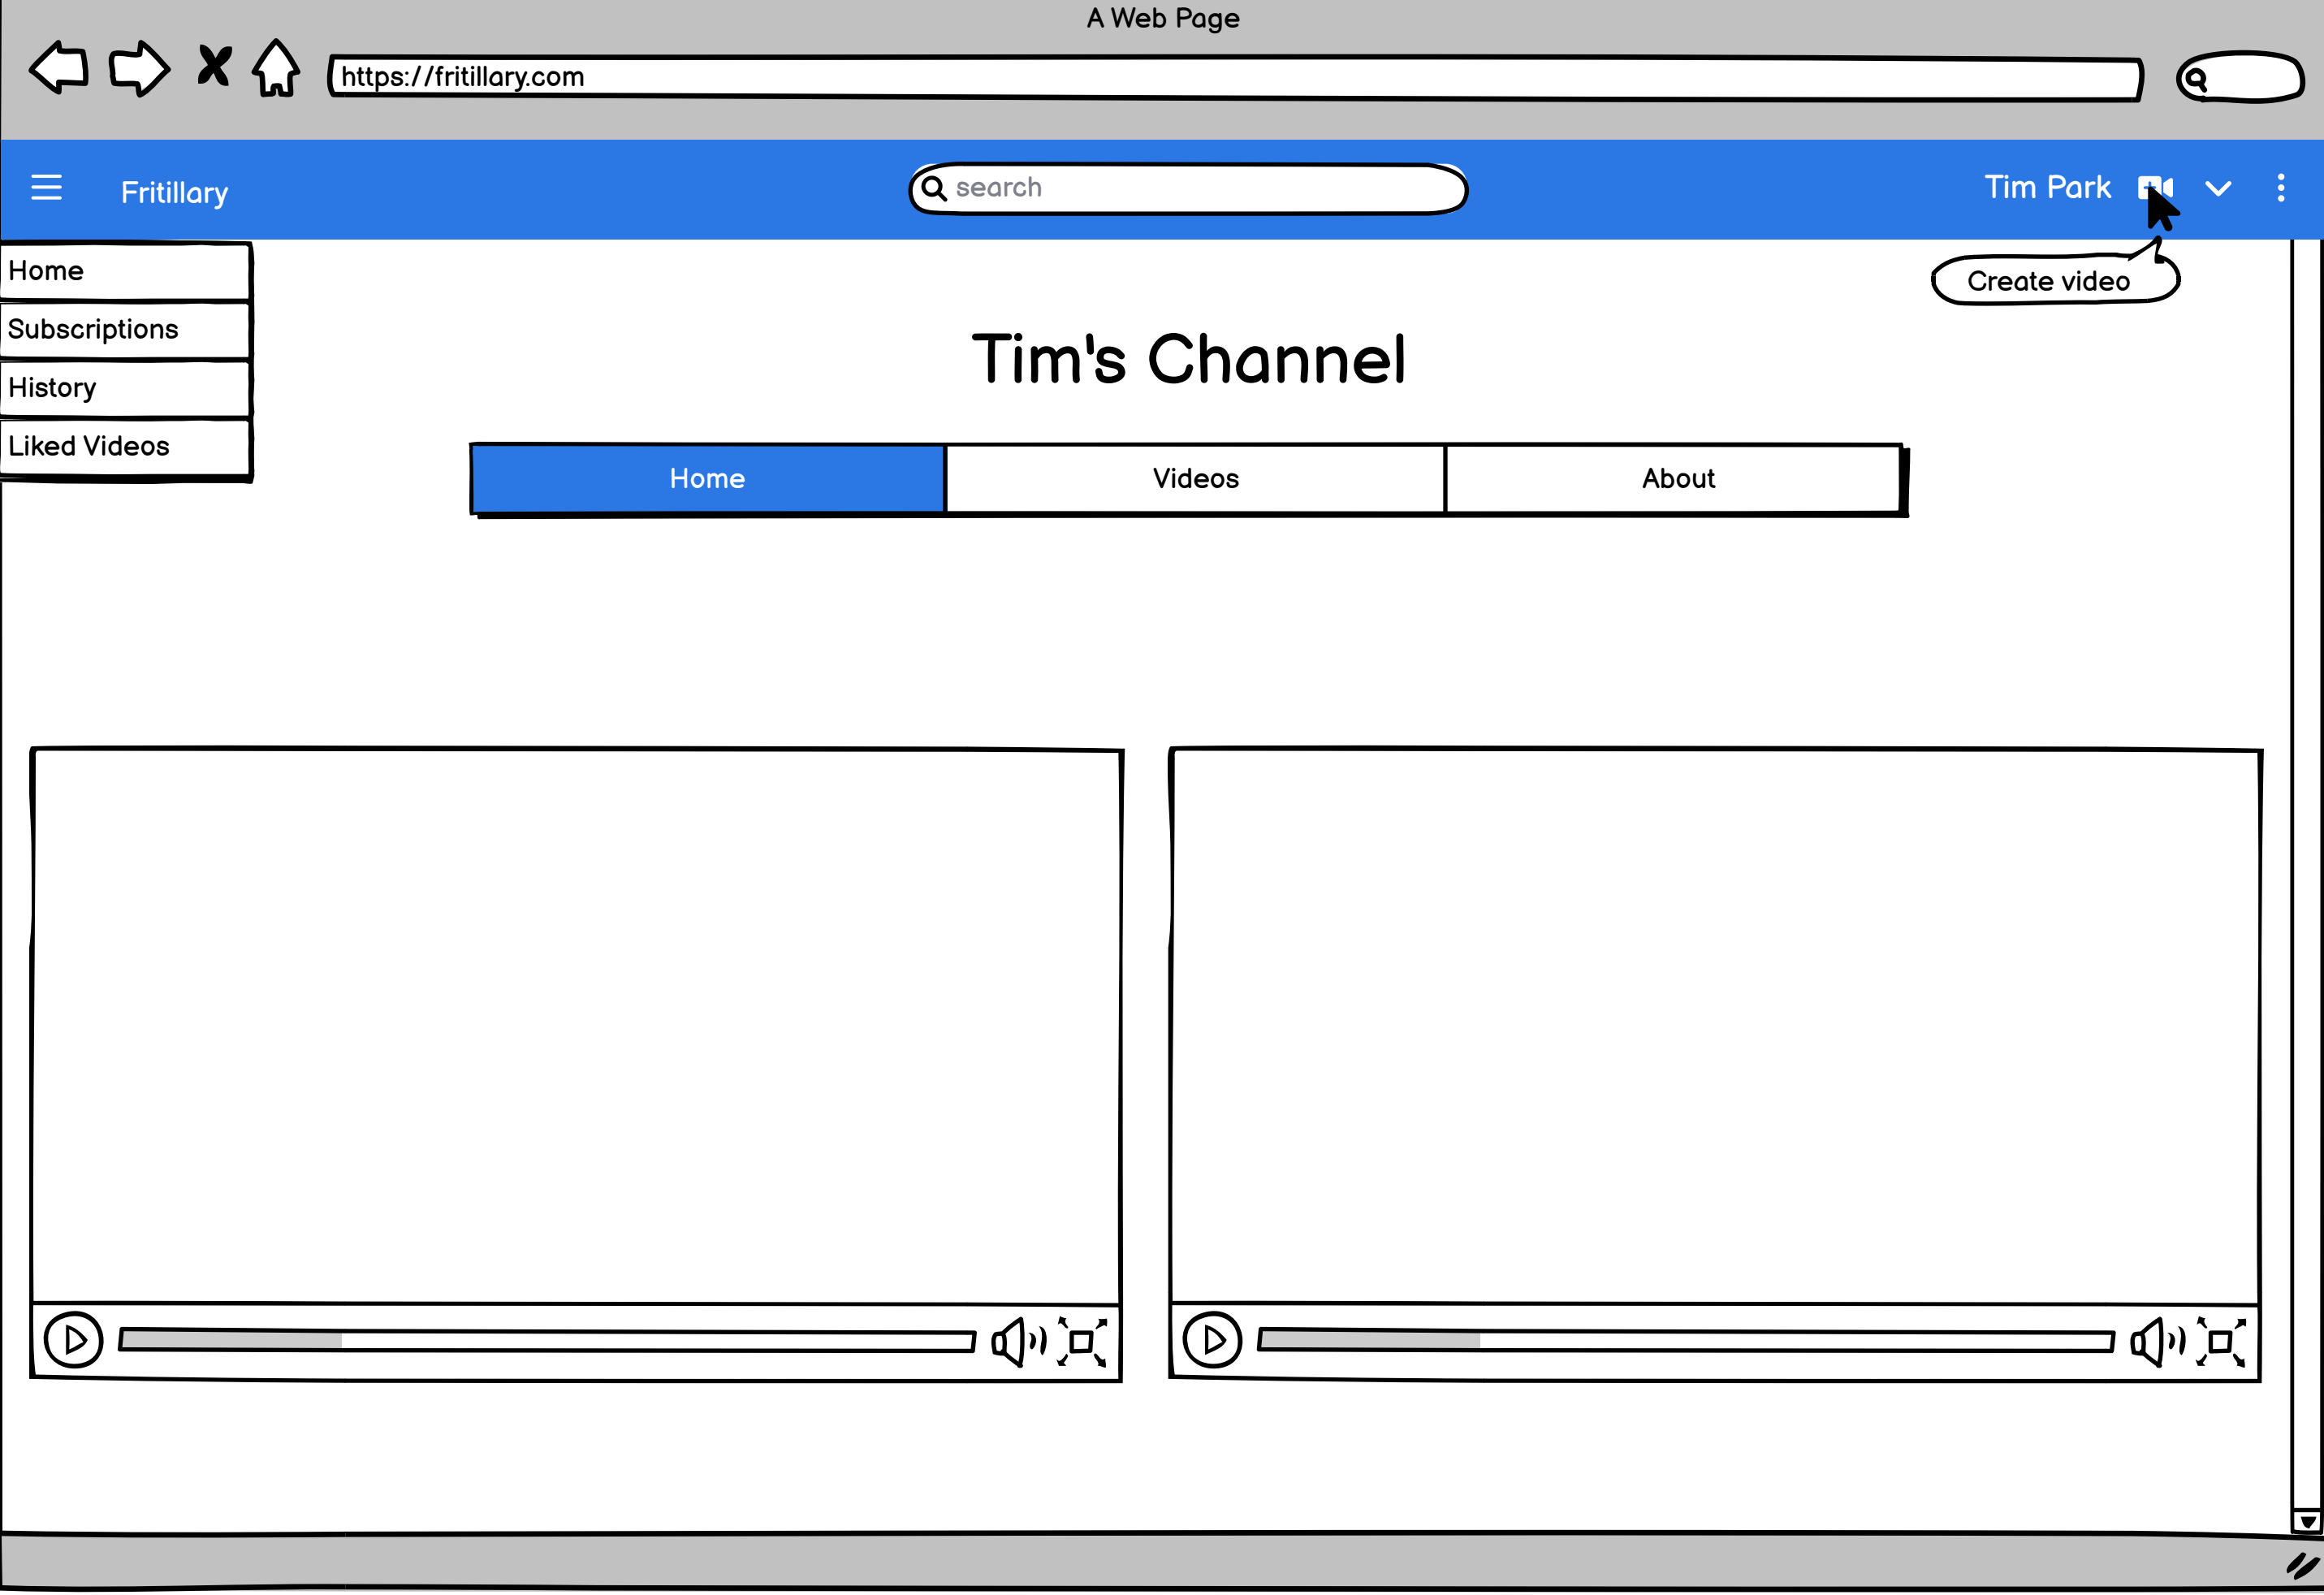 A Web Page
https://fritillary.com
Fritillary
search
Tim Park
Create video
Home
Subscriptions
History
Liked Videos
Tim's Channel
Home
Videos
About